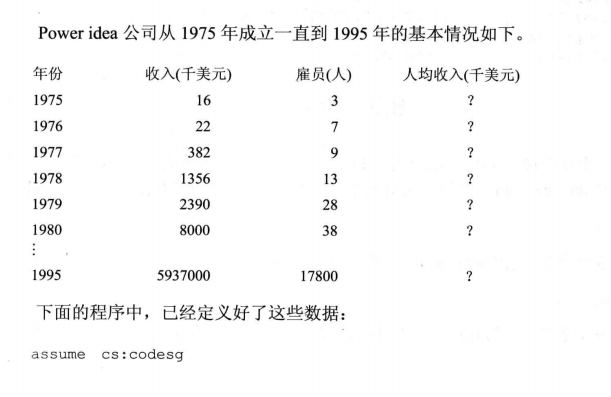 Power idea 公司从 1975 年成立一直到 1995 年的基本情况如下。
年份 收入(千美元) 雇员(人) 人均收入(千美元)
1975 16 3 ?
1976 22 7 ?
1977 382 9 ?
1978 1356 13 ?
1979 2390 28 ?
1980 8000 38 ?
⋮
1995 5937000 17800 ?
下面的程序中，已经定义好了这些数据：
assume cs:codesg